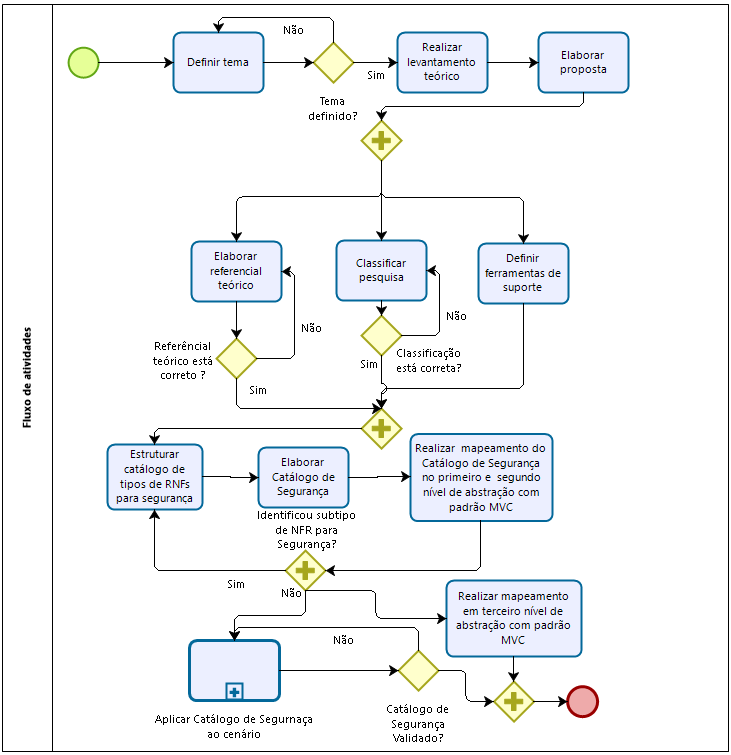 Fluxo de atividades
Não
Definir tema
Sim
Tema
definido?
Realizar
levantamento
teórico
Elaborar
proposta
Elaborar
referencial
teórico
Não
Referêncial
teórico está
correto ?
Sim
Classificar
pesquisa
Não
Classificação
está correta?
Sim
Definir
ferramentas de
suporte
Estruturar
catálogo de
tipos de RNFs
para segurança
Elaborar
Catálogo de
Segurança
Realizar mapeamento do
Catálogo de Segurança
no primeiro e segundo
nível de abstração com
padrão MVC
Identificou subtipo
de NFR para
Segurança?
Sim
Não
Realizar mapeamento
em terceiro nível de
abstração com padrão
MVC
Não
Aplicar Catálogo de Segurnaça
ao cenário
Catálogo de
Segurança
Validado?